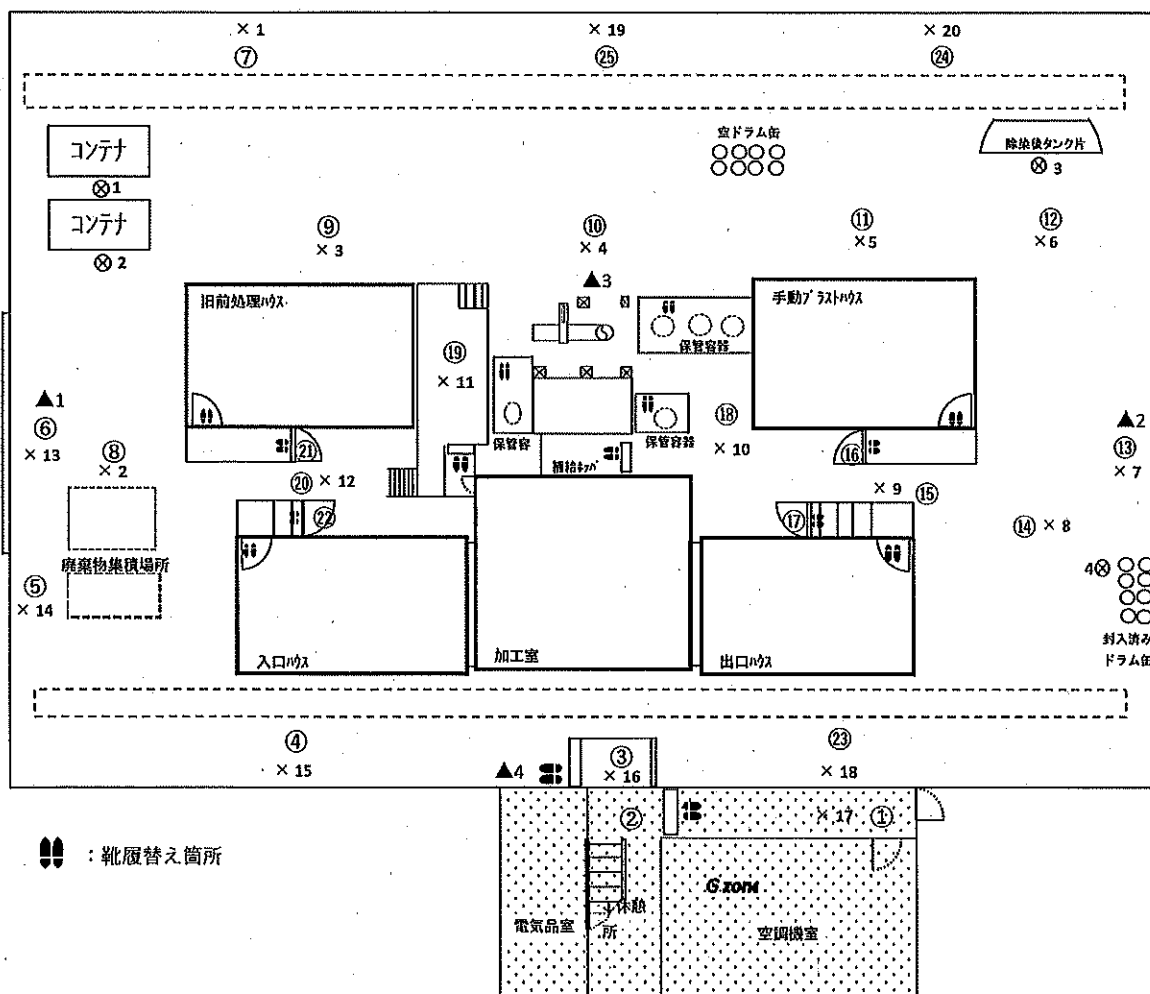 × 1
× 19
× 20
⑦
㉕
㉔
コンテナ
空ドラム缶
除染後タンク片
⊗1
⊗ 3
コンテナ
⊗ 2
⑨
⑩
⑪
⑫
× 3
× 4
×5
× 6
▲3
旧前処理ハウス
手動ブラストハウス
保管容器
⑲
× 11
▲1
⑥
× 13
⑧
× 2
保管容
保管容器
⑱
× 10
▲2
⑬
× 7
㉑
⑯
⑳
× 12
× 9
⑮
㉒
⑰
⑭ × 8
廃棄物集積場所
4⊗
⑤
× 14
封入済み
ドラム缶
入口ハウス
加工室
出口ハウス
④
× 15
▲4
③
× 16
㉓
× 18
②
× 17
①
：靴履替え箇所
G zone
休憩
所
電気品室
空調機室